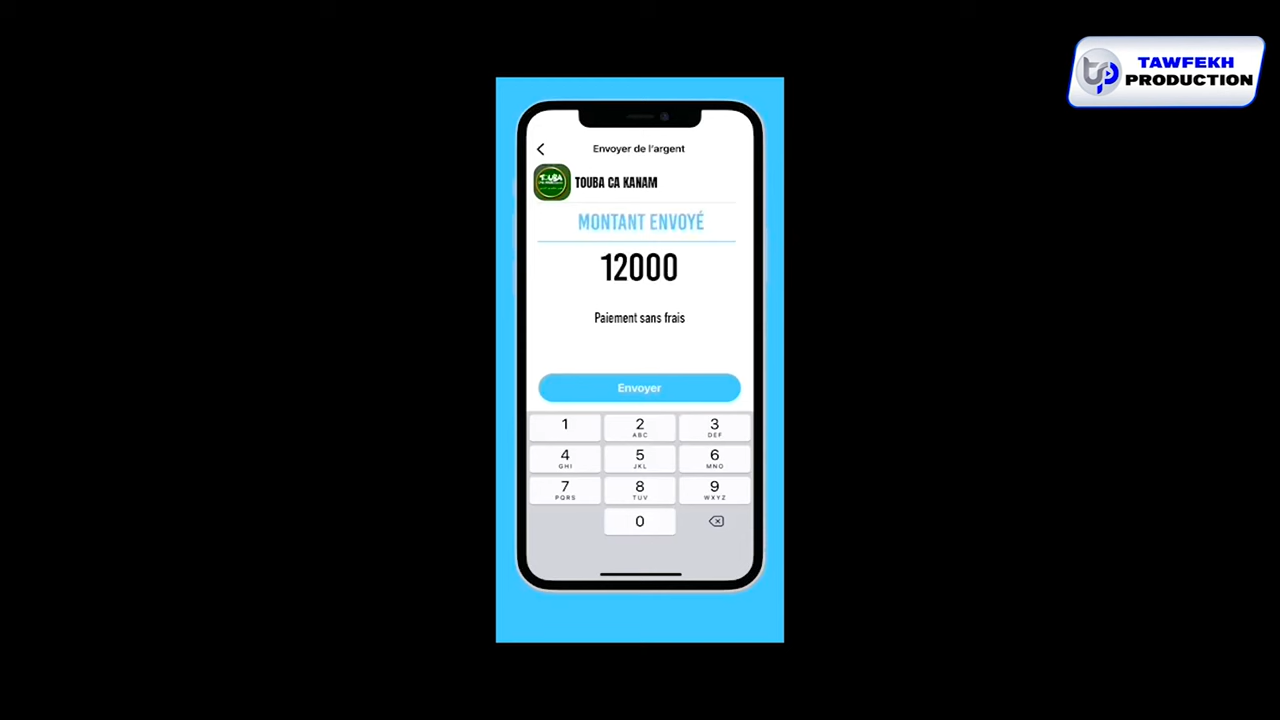 TAWFEKH
PRODUCTION
Envoyer de l'argent
TOUBA
TOUBA CA KANAM
MONTANT ENVOYÉ
12000
Paiement sans frais
Envoyer
1
2
3
ABC
DEF
4
5
6
GHI
JKL
MNO
7
8
9
PQRS
TUV
WXYZ
0